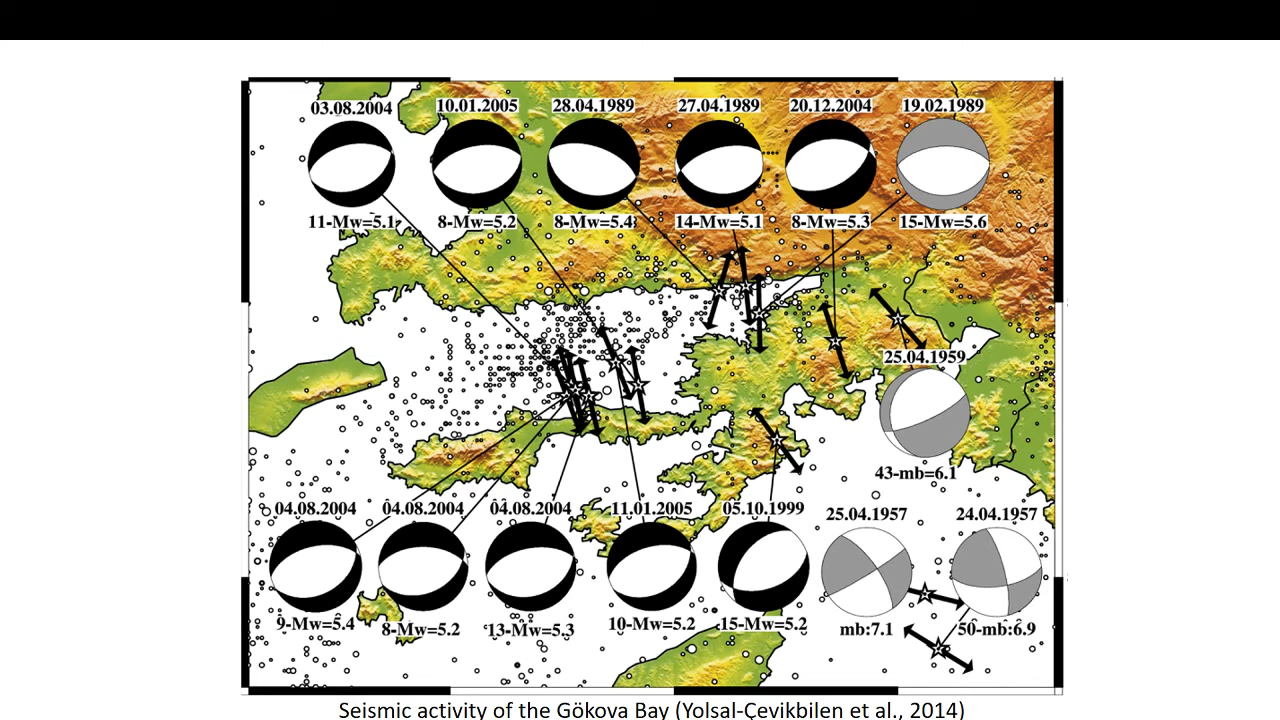 03.08.2004 10.01.2005 28.04.1989 27.04.1989 20.12.2004 19.02.1989
11-Mw=5.1 8-Mw=5.2 8-Mw=5.4 14-Mw=5.1 8-Mw=5.3 15-Mw=5.6
25.04.1959
43-mb=6.1
04.08.2004 04.08.2004 04.08.2004 11.01.2005 05.10.1999 25.04.1957 24.04.1957
9-Mw=5.4 8-Mw=5.2 13-Mw=5.3 10-Mw=5.2 15-Mw=5.2 mb:7.1 50-mb:6.9
Seismic activity of the Gökova Bay (Yolsal-Çevikbilen et al., 2014)